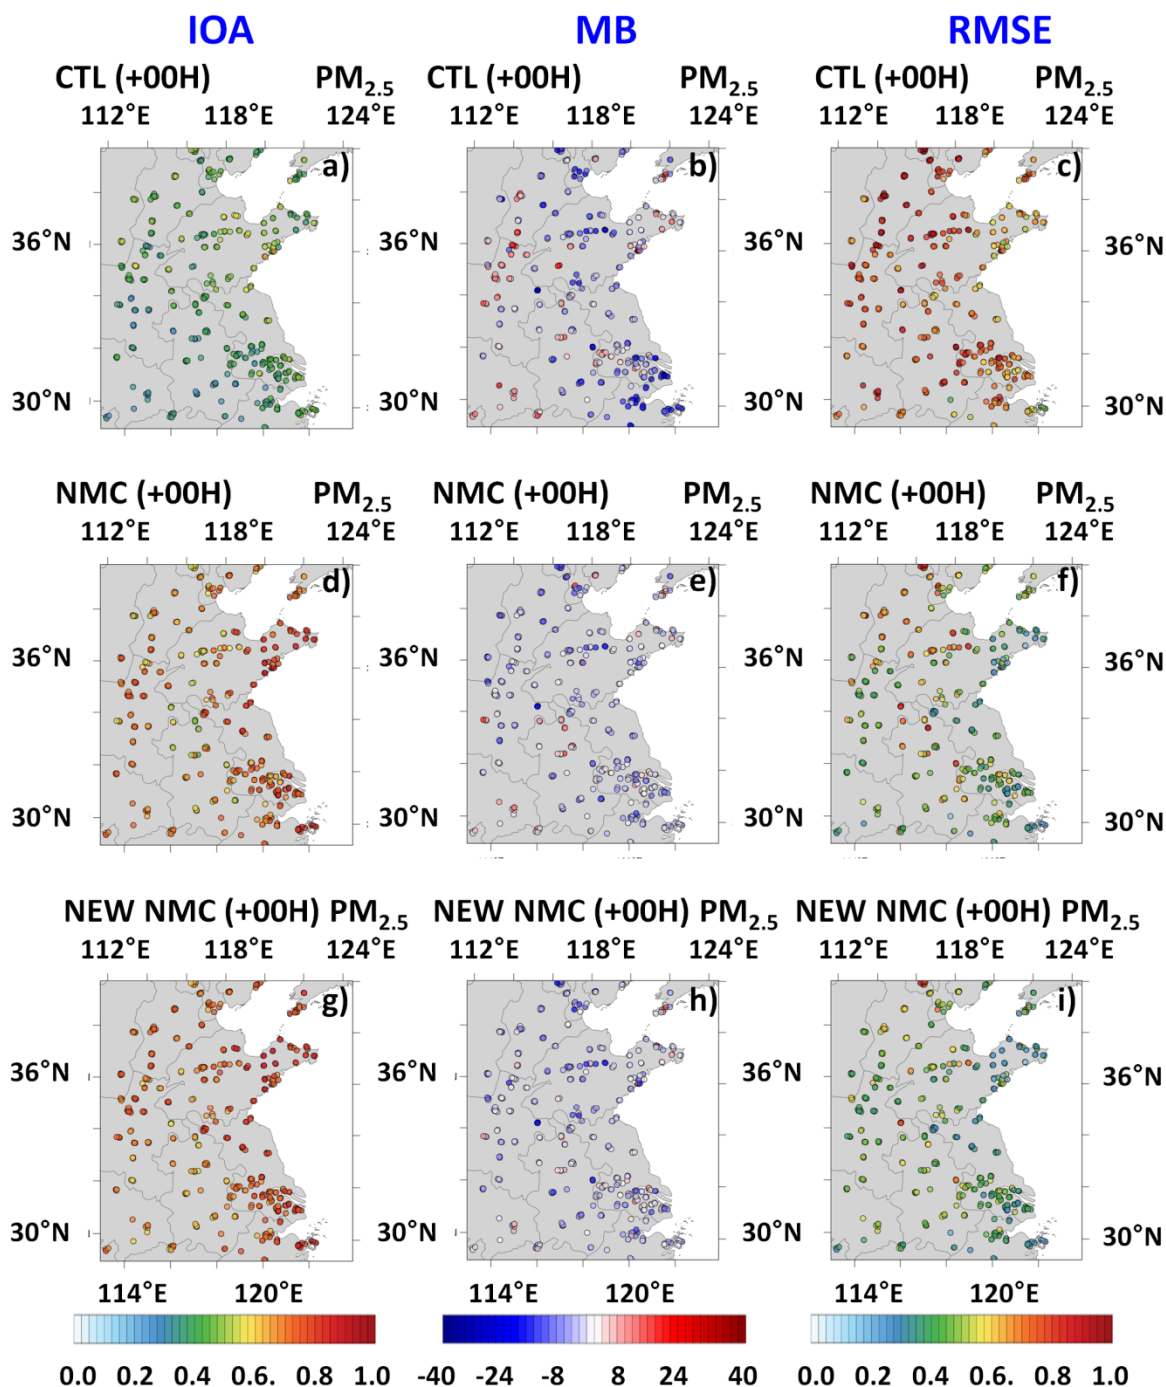 IOA MB RMSE
CTL (+00H) PM2.5 CTL (+00H) PM2.5 CTL (+00H) PM2.5
112°E 118°E 124°E 112°E 118°E 124°E 112°E 118°E 124°E
a) b) c)
36°N 36°N 36°N
30°N 30°N 30°N
NMC (+00H) PM2.5 NMC (+00H) PM2.5 NMC (+00H) PM2.5
112°E 118°E 124°E 112°E 118°E 124°E 112°E 118°E 124°E
d) e) f)
36°N 36°N 36°N
30°N 30°N 30°N
NEW NMC (+00H) PM2.5 NEW NMC (+00H) PM2.5 NEW NMC (+00H) PM2.5
112°E 118°E 124°E 112°E 118°E 124°E 112°E 118°E 124°E
g) h) i)
36°N 36°N 36°N
30°N 30°N 30°N
114°E 120°E 114°E 120°E 114°E 120°E
0.0 0.2 0.4 0.6. 0.8 1.0 -40 -24 -8 8 24 40 0.0 0.2 0.4 0.6. 0.8 1.0